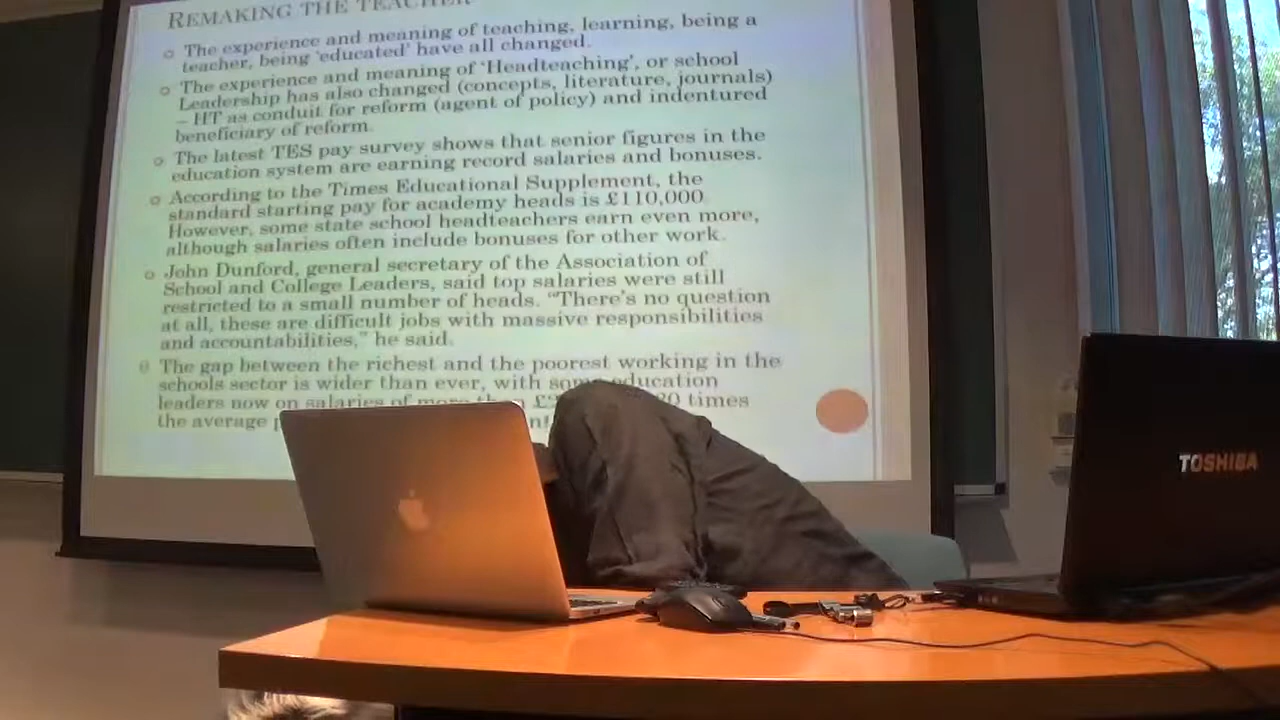 REMAKING THE TEACHER
The experience and meaning of teaching, learning, being a
teacher, being 'educated' have all changed.
The experience and meaning of 'Headteaching', or school
Leadership has also changed (concepts, literature, journals)
– HT as conduit for reform (agent of policy) and indentured
beneficiary of reform.
The latest TES pay survey shows that senior figures in the
education system are earning record salaries and bonuses.
According to the Times Educational Supplement, the
standard starting pay for academy heads is £110,000.
However, some state school headteachers earn even more,
although salaries often include bonuses for other work.
John Dunford, general secretary of the Association of
School and College Leaders, said top salaries were still
restricted to a small number of heads. "There's no question
at all, these are difficult jobs with massive responsibilities
and accountabilities," he said.
The gap between the richest and the poorest working in the
schools sector is wider than ever, with some education
leaders now on salaries of more than times
the average
TOSHIBA